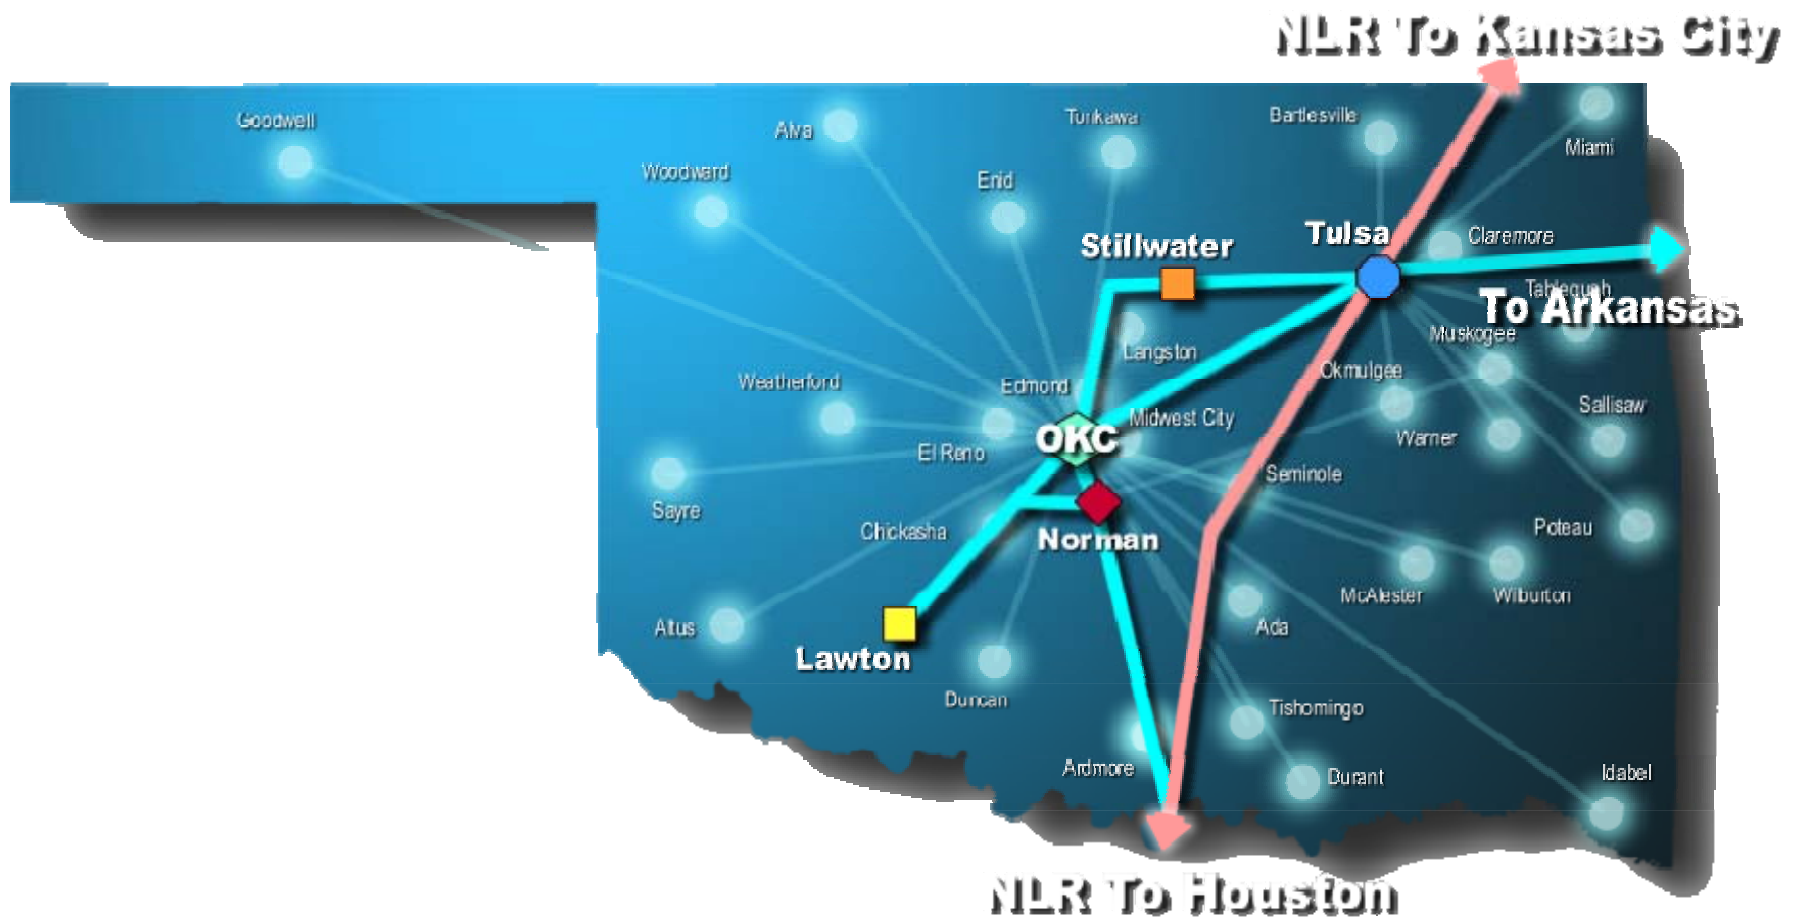 NLR To Kansas City
Goodwell
Alva
Tonkawa
Bartlesville
Miami
Woodward
Enid
Stillwater
Tulsa
Claremore
Tahlequah
To Arkansas
Muskogee
Langston
Okmulgee
Weatherford
Edmond
Midwest City
Sallisaw
OKC
Warner
El Reno
Seminole
Sayre
Chickasha
Norman
Poteau
McAlester
Wilburton
Altus
Ada
Lawton
Duncan
Tishomingo
Ardmore
Durant
Idabel
NLR To Houston